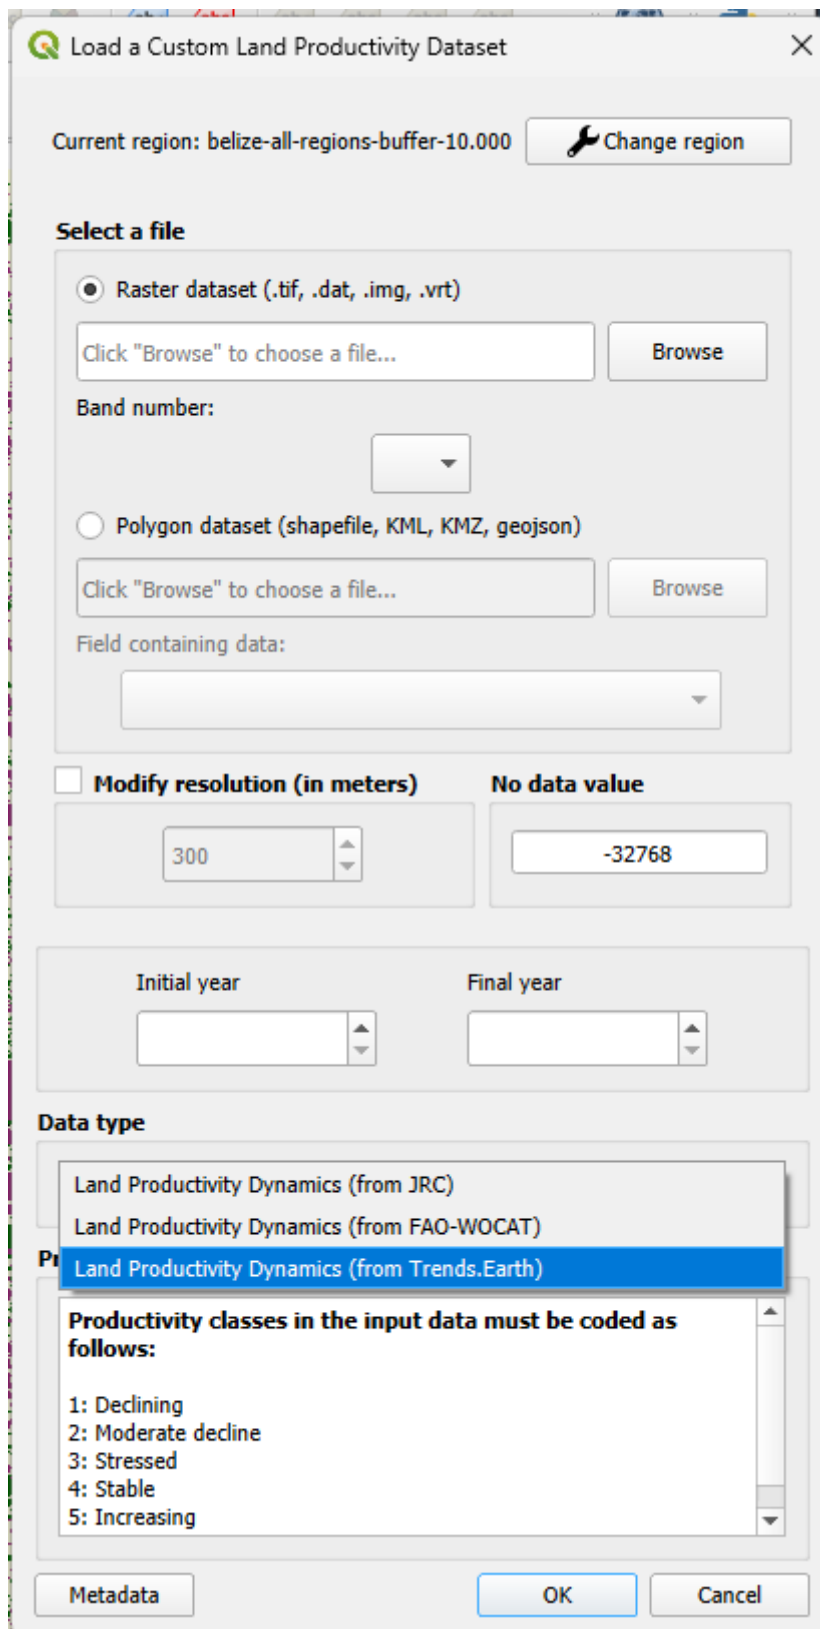 Load a Custom Land Productivity Dataset
Current region: belize-all-regions-buffer-10.000
Change region
Select a file
Raster dataset (.tif, .dat, .img, .vrt)
Click "Browse" to choose a file...
Browse
Band number:
Polygon dataset (shapefile, KML, KMZ, geojson)
Click "Browse" to choose a file...
Browse
Field containing data:
Modify resolution (in meters)
No data value
300
-32768
Initial year
Final year
Data type
Land Productivity Dynamics (from JRC)
Land Productivity Dynamics (from FAO-WOCAT)
Land Productivity Dynamics (from Trends.Earth)
Productivity classes in the input data must be coded as
follows:
1: Declining
2: Moderate decline
3: Stressed
4: Stable
5: Increasing
Metadata
OK
Cancel